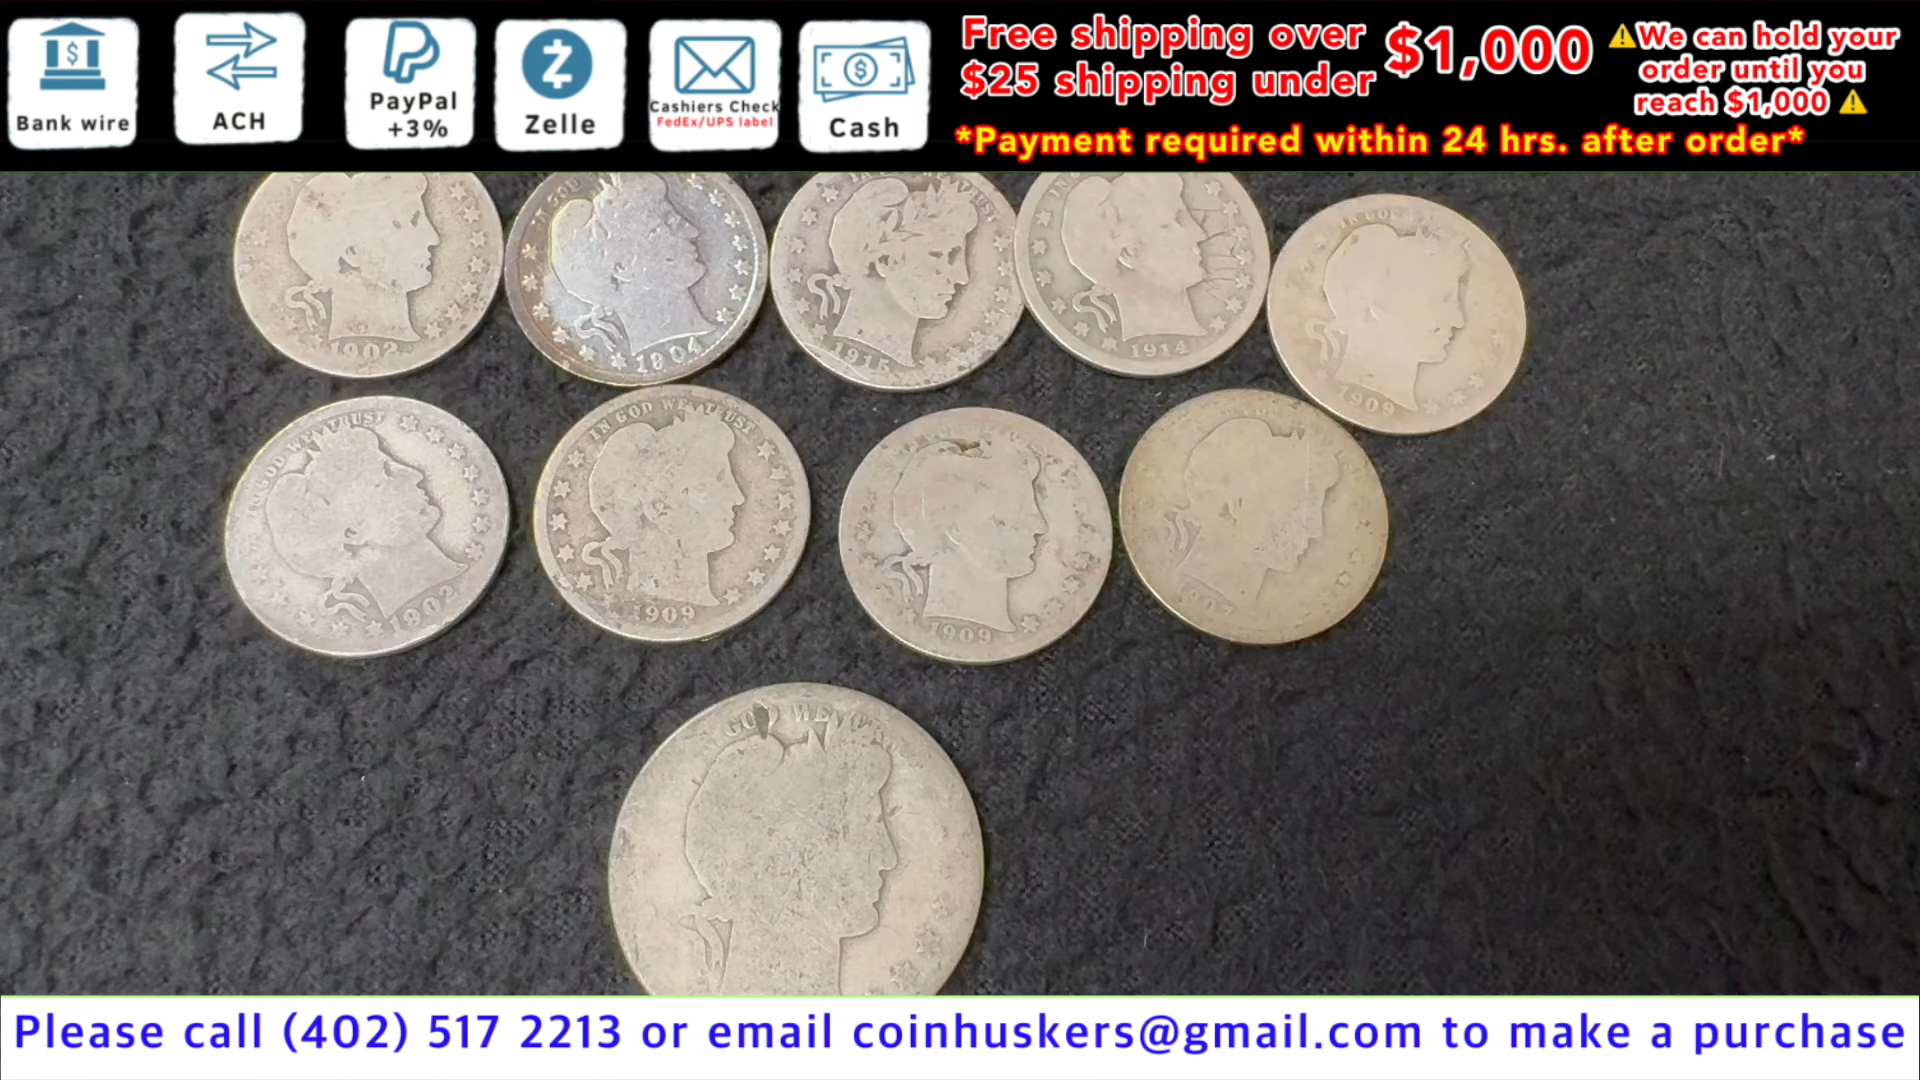 Bank wire
ACH
PayPal
+3%
Zelle
Cashiers Check
FedEx/UPS label
Cash
Free shipping over
$25 shipping under
$1,000
⚠️We can hold your
order until you
reach $1,000 ⚠️
*Payment required within 24 hrs. after order*
1902
1904
1915
1914
1909
IN GOD WE TRUST
1902
IN GOD WE TRUST
1909
1909
Please call (402) 517 2213 or email coinhuskers@gmail.com to make a purchase